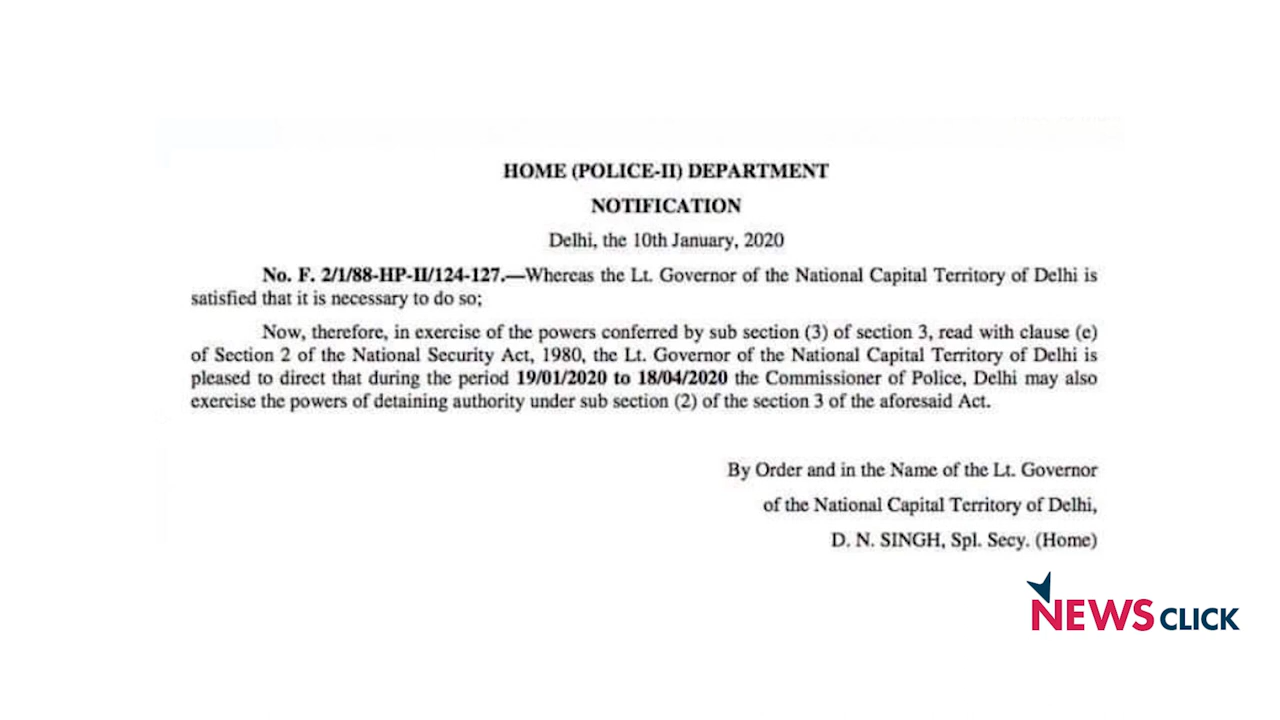 HOME (POLICE-II) DEPARTMENT
NOTIFICATION
Delhi, the 10th January, 2020
No. F. 2/1/88-HP-II/124-127.—Whereas the Lt. Governor of the National Capital Territory of Delhi is
satisfied that it is necessary to do so;
Now, therefore, in exercise of the powers conferred by sub section (3) of section 3, read with clause (e)
of Section 2 of the National Security Act, 1980, the Lt. Governor of the National Capital Territory of Delhi is
pleased to direct that during the period 19/01/2020 to 18/04/2020 the Commissioner of Police, Delhi may also
exercise the powers of detaining authority under sub section (2) of the section 3 of the aforesaid Act.
By Order and in the Name of the Lt. Governor
of the National Capital Territory of Delhi,
D. N. SINGH, Spl. Secy. (Home)
NEWS CLICK